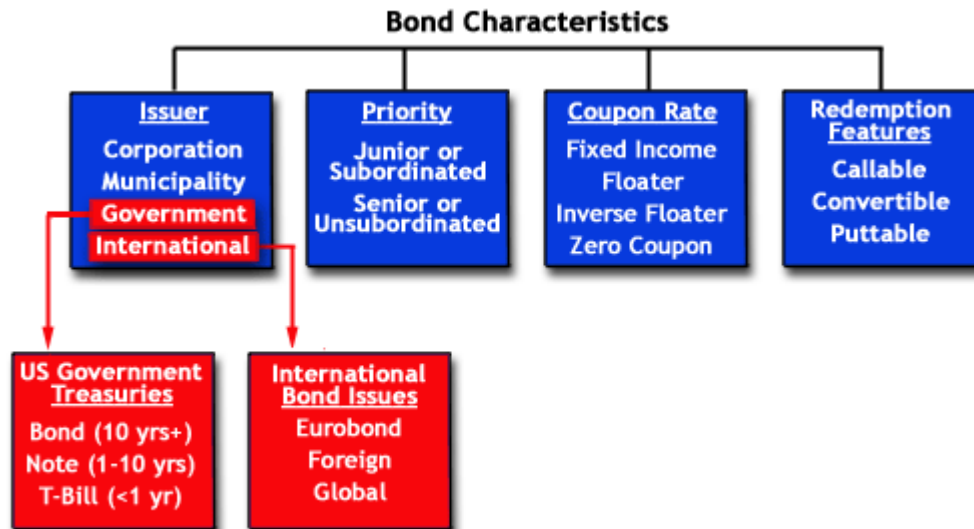 Bond Characteristics
Issuer
Corporation
Municipality
Government
International
Priority
Junior or
Subordinated
Senior or
Unsubordinated
Coupon Rate
Fixed Income
Floater
Inverse Floater
Zero Coupon
Redemption
Features
Callable
Convertible
Puttable
US Government
Treasuries
Bond (10 yrs+)
Note (1-10 yrs)
T-Bill (<1 yr)
International
Bond Issues
Eurobond
Foreign
Global